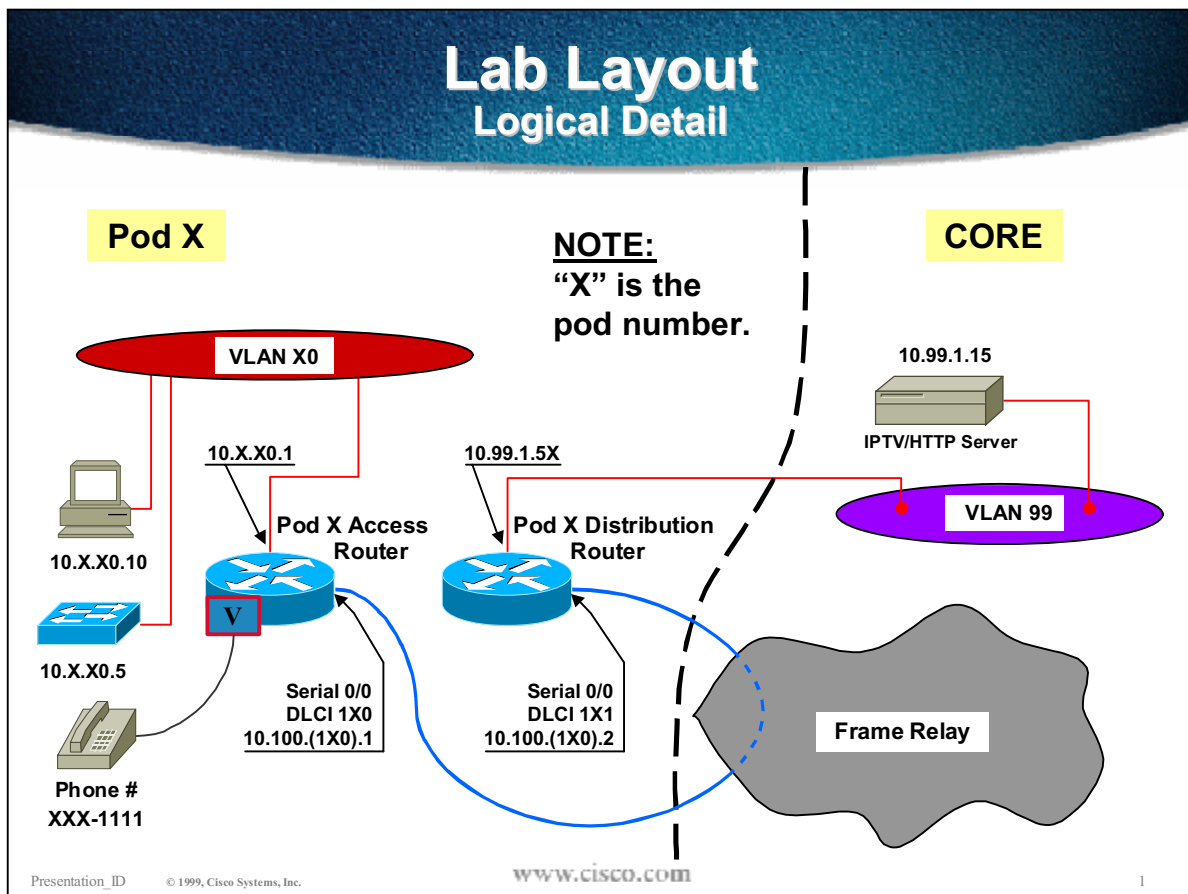 Lab Layout
Logical Detail
Pod X
NOTE:
“X” is the
pod number.
CORE
VLAN X0
10.99.1.15
IPTV/HTTP Server
10.X.X0.1
10.99.1.5X
VLAN 99
Pod X Access
Router
Pod X Distribution
Router
10.X.X0.10
V
10.X.X0.5
Serial 0/0
DLCI 1X0
10.100.(1X0).1
Serial 0/0
DLCI 1X1
10.100.(1X0).2
Frame Relay
Phone #
XXX-1111
Presentation_ID
© 1999, Cisco Systems, Inc.
www.cisco.com
1